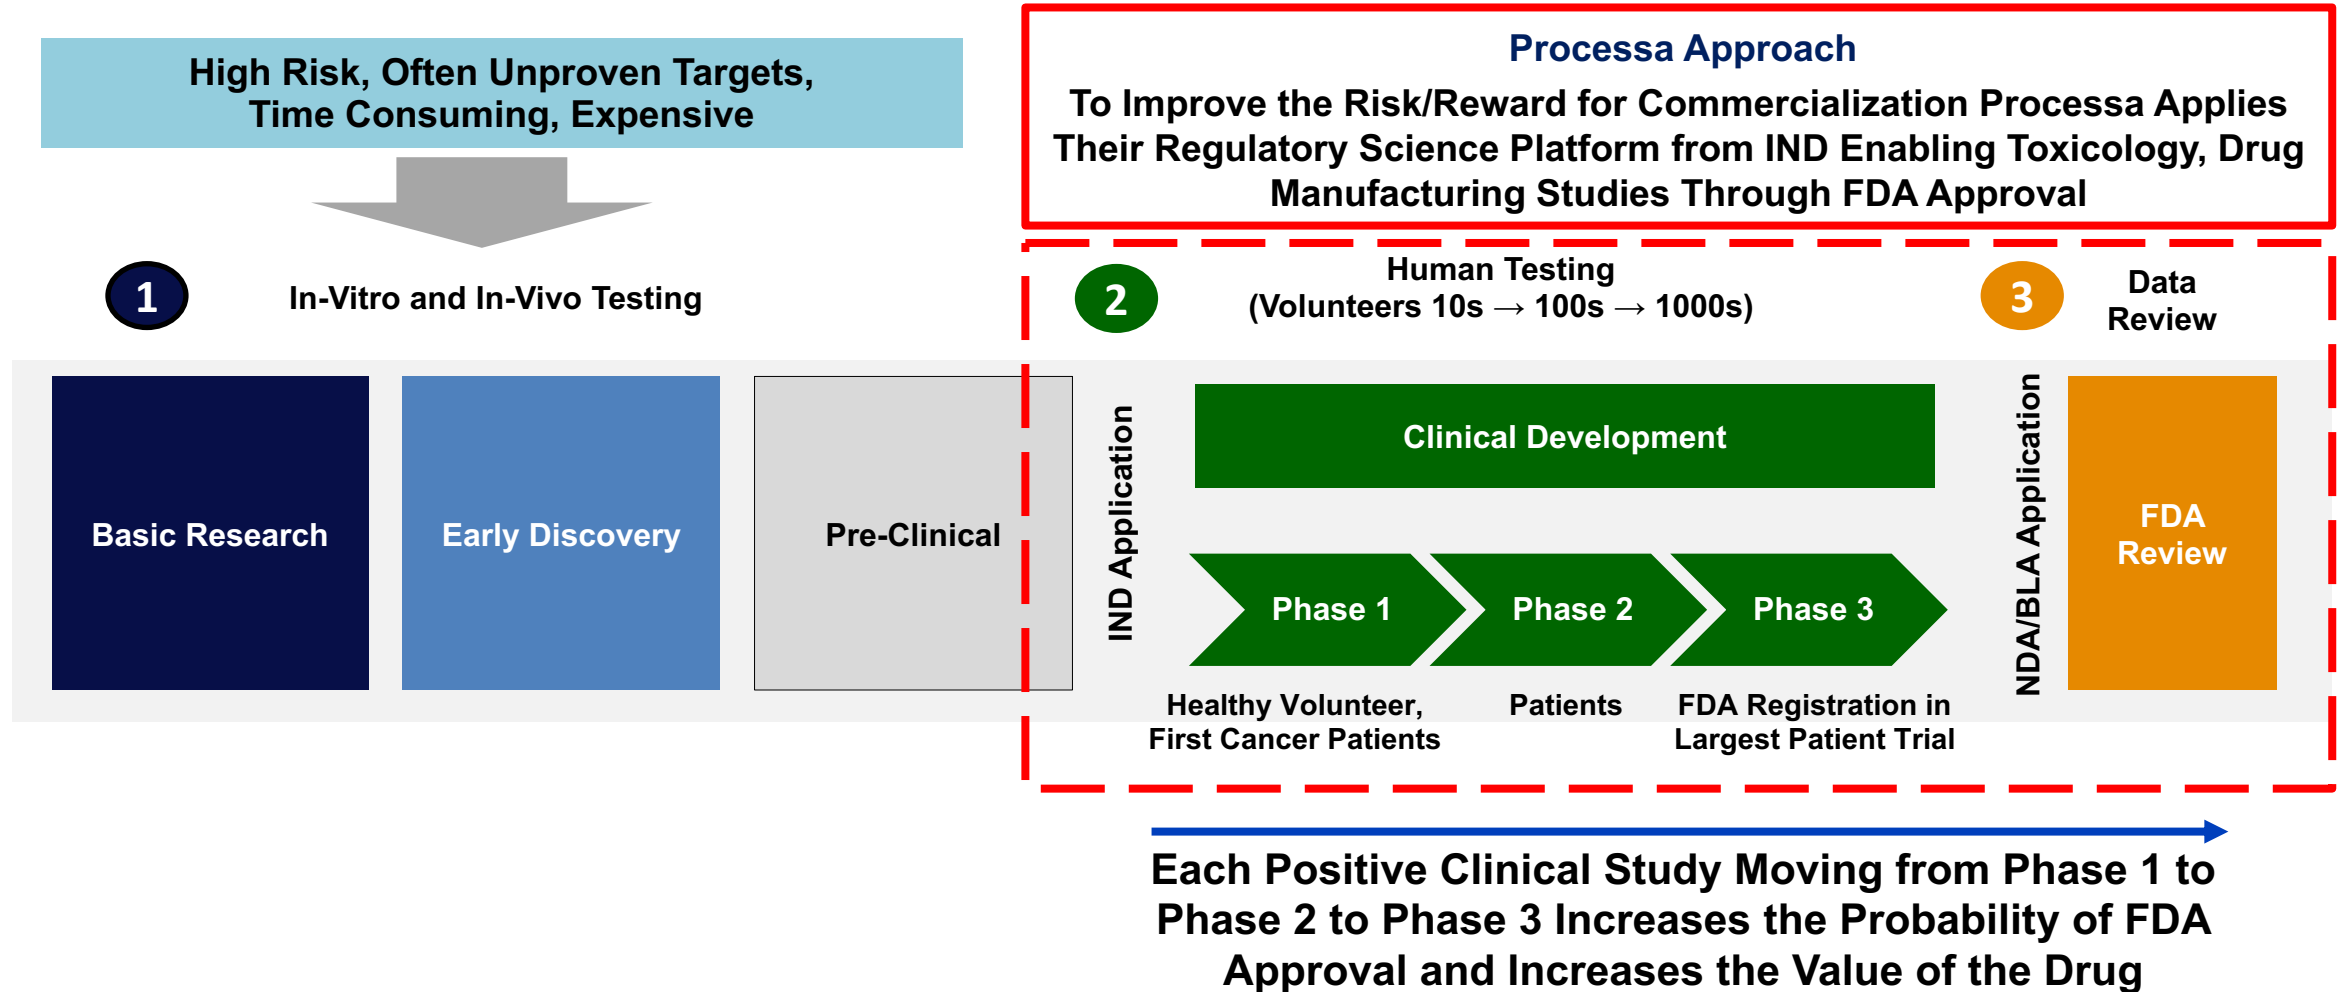 High Risk, Often Unproven Targets,
Time Consuming, Expensive
Processa Approach
To Improve the Risk/Reward for Commercialization Processa Applies
Their Regulatory Science Platform from IND Enabling Toxicology, Drug
Manufacturing Studies Through FDA Approval
1
In-Vitro and In-Vivo Testing
2
Human Testing
(Volunteers 10s → 100s → 1000s)
3
Data
Review
Basic Research
Early Discovery
Pre-Clinical
IND Application
Clinical Development
Phase 1
Phase 2
Phase 3
Healthy Volunteer,
First Cancer Patients
Patients
FDA Registration in
Largest Patient Trial
NDA/BLA Application
FDA
Review
Each Positive Clinical Study Moving from Phase 1 to
Phase 2 to Phase 3 Increases the Probability of FDA
Approval and Increases the Value of the Drug